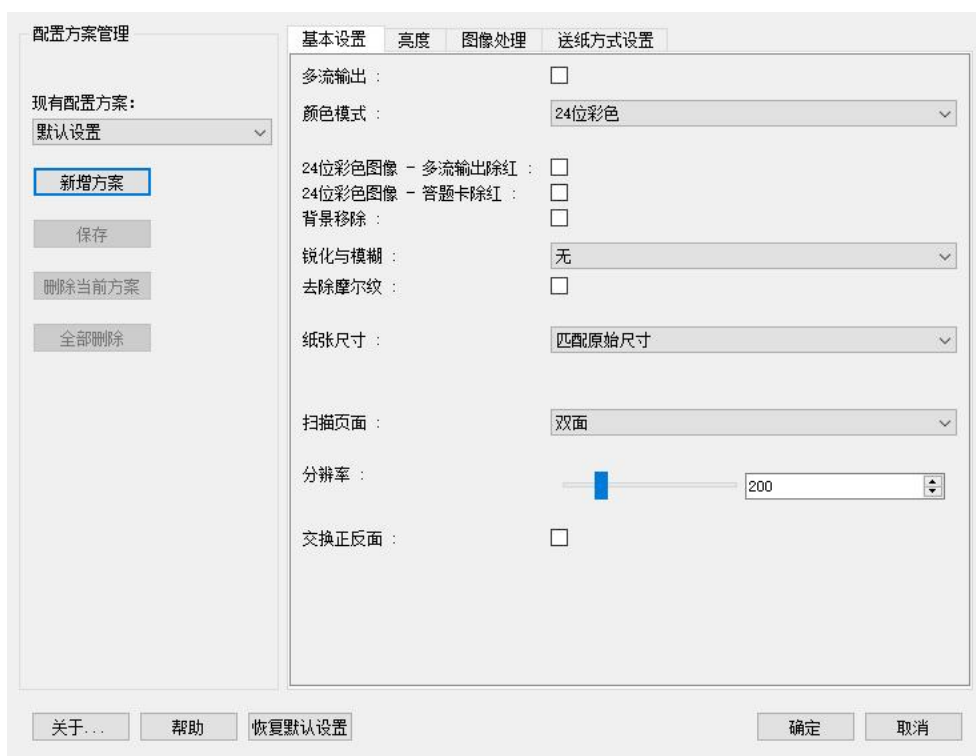 配置方案管理
现有配置方案：
默认设置
新增方案
保存
删除当前方案
全部删除
基本设置 亮度 图像处理 送纸方式设置
多流输出：
颜色模式： 24位彩色
24位彩色图像 - 多流输出除红：
24位彩色图像 - 答题卡除红：
背景移除：
锐化与模糊： 无
去除摩尔纹：
纸张尺寸： 匹配原始尺寸
扫描页面： 双面
分辨率： 200
交换正反面：
关于... 帮助 恢复默认设置 确定 取消